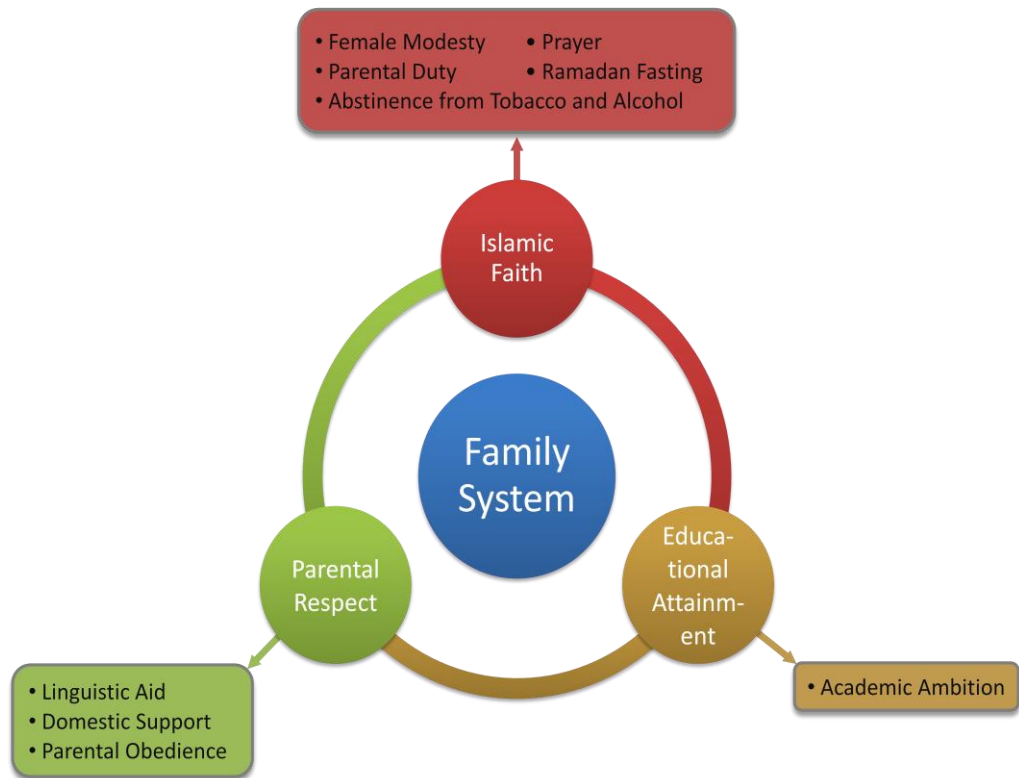 • Female Modesty • Prayer
• Parental Duty • Ramadan Fasting
• Abstinence from Tobacco and Alcohol
Islamic
Faith
Family
System
Parental
Respect
Educa-
tional
Attainm-
ent
• Linguistic Aid
• Domestic Support
• Parental Obedience
• Academic Ambition